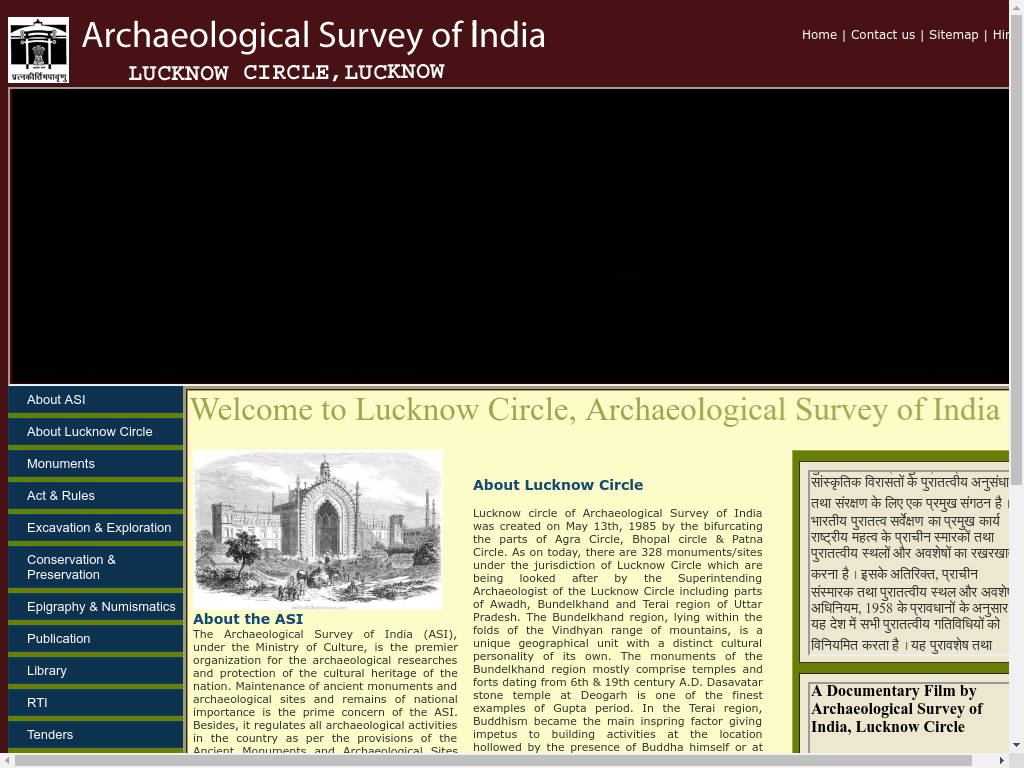 Archaeological Survey of India
LUCKNOW CIRCLE,LUCKNOW
प्रत्नकीर्तिमपावृणु
Home | Contact us | Sitemap |
About ASI
About Lucknow Circle
Monuments
Act & Rules
Excavation & Exploration
Conservation &
Preservation
Epigraphy & Numismatics
Publication
Library
RTI
Tenders
Welcome to Lucknow Circle, Archaeological Survey of India
About the ASI
The Archaeological Survey of India (ASI),
under the Ministry of Culture, is the premier
organization for the archaeological researches
and protection of the cultural heritage of the
nation. Maintenance of ancient monuments and
archaeological sites and remains of national
importance is the prime concern of the ASI.
Besides, it regulates all archaeological activities
in the country as per the provisions of the
Ancient Monuments and Archaeological Sites
About Lucknow Circle
Lucknow circle of Archaeological Survey of India
was created on May 13th, 1985 by the bifurcating
the parts of Agra Circle, Bhopal circle & Patna
Circle. As on today, there are 328 monuments/sites
under the jurisdiction of Lucknow Circle which are
being looked after by the Superintending
Archaeologist of the Lucknow Circle including parts
of Awadh, Bundelkhand and Terai region of Uttar
Pradesh. The Bundelkhand region, lying within the
folds of the Vindhyan range of mountains, is a
unique geographical unit with a distinct cultural
personality of its own. The monuments of the
Bundelkhand region mostly comprise temples and
forts dating from 6th & 19th century A.D. Dasavatar
stone temple at Deogarh is one of the finest
examples of Gupta period. In the Terai region,
Buddhism became the main inspring factor giving
impetus to building activities at the location
hollowed by the presence of Buddha himself or at
सांस्कृतिक विरासतों के पुरातत्वीय
तथा संरक्षण के लिए एक प्रमुख संगठन है ।
भारतीय पुरातत्व सर्वेक्षण का प्रमुख कार्य
राष्ट्रीय महत्व के प्राचीन स्मारकों तथा
पुरातत्वीय स्थलों और अवशेषों का
करना है । इसके अतिरिक्त, प्राचीन
संस्मारक तथा पुरातत्वीय स्थल और
अधिनियम, 1958 के प्रावधानों के अनुसार
यह देश में सभी पुरातत्वीय गतिविधियों को
विनियमित करता है । यह पुरावशेष तथा
A Documentary Film by
Archaeological Survey of
India, Lucknow Circle